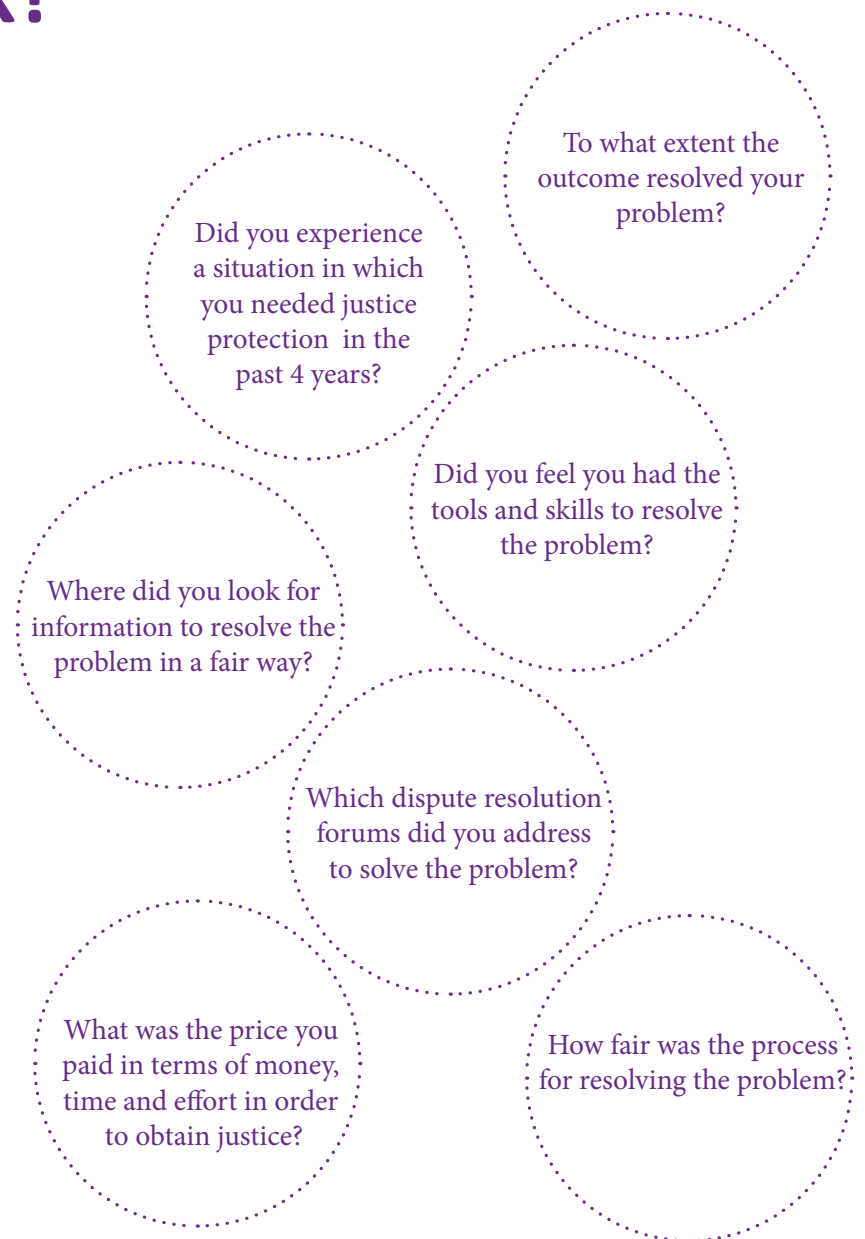 To what extent the
outcome resolved your
problem?
Did you experience
a situation in which
you needed justice
protection in the
past 4 years?
Did you feel you had the
tools and skills to resolve
the problem?
Where did you look for
information to resolve the
problem in a fair way?
Which dispute resolution
forums did you address
to solve the problem?
What was the price you
paid in terms of money,
time and effort in order
to obtain justice?
How fair was the process
for resolving the problem?